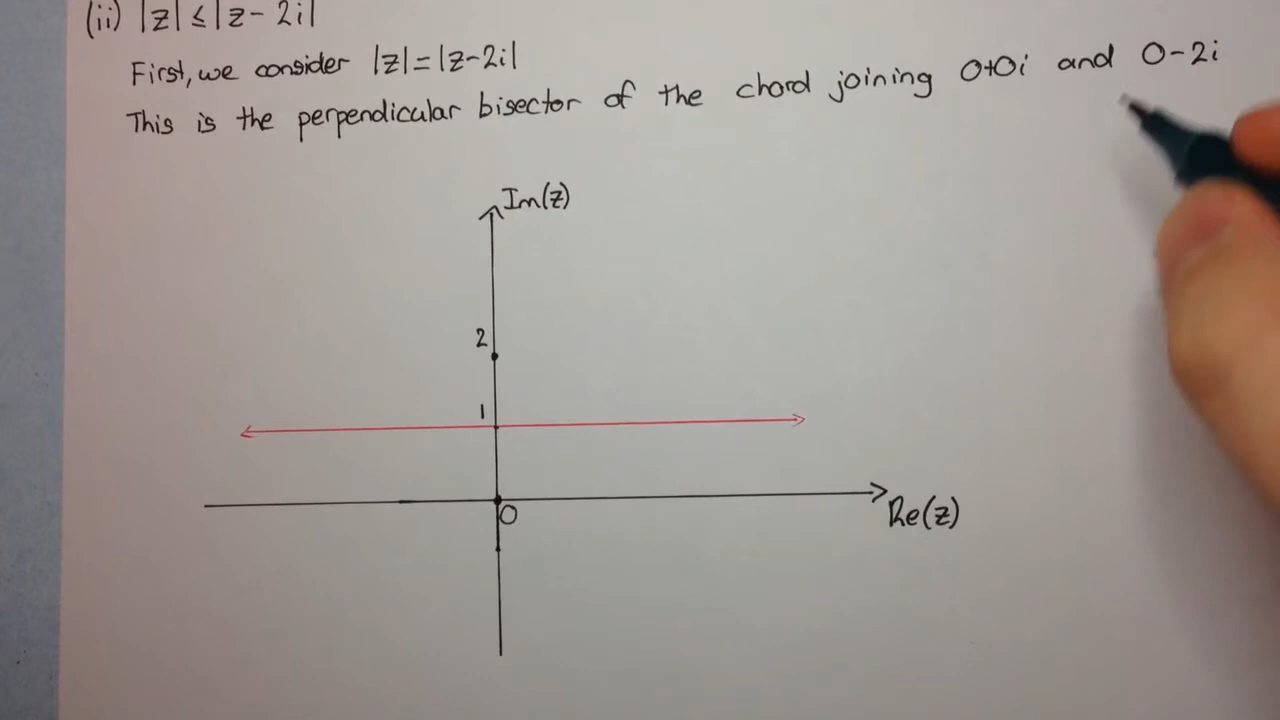 (ii) |z| ≤ |z - 2i|
First, we consider |z| = |z-2i|
This is the perpendicular bisector of the chord joining 0+0i and 0-2i
Im(z)
2
1
O
Re(z)